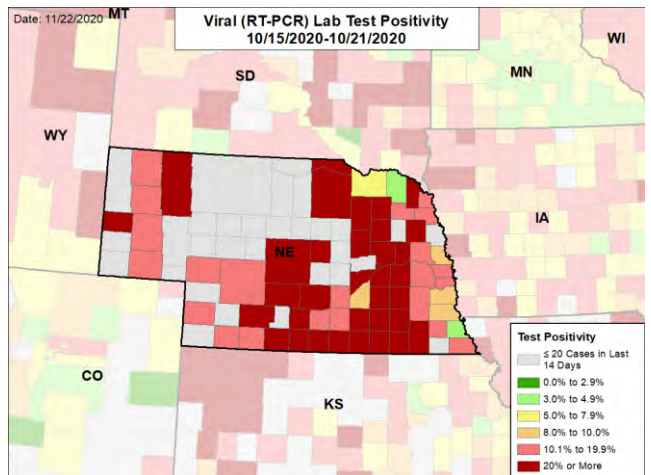 Date: 11/22/2020
Viral (RT-PCR) Lab Test Positivity
10/15/2020-10/21/2020
MT
WI
SD
MN
WY
IA
NE
CO
KS
Test Positivity
≤ 20 Cases in Last
14 Days
0.0% to 2.9%
3.0% to 4.9%
5.0% to 7.9%
8.0% to 10.0%
10.1% to 19.9%
20% or More